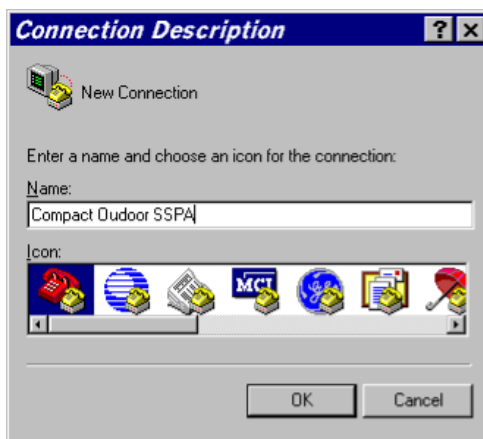 Connection Description
New Connection
Enter a name and choose an icon for the connection:
Name:
Compact Oudoor SSPA
Icon:
MCI
OK
Cancel